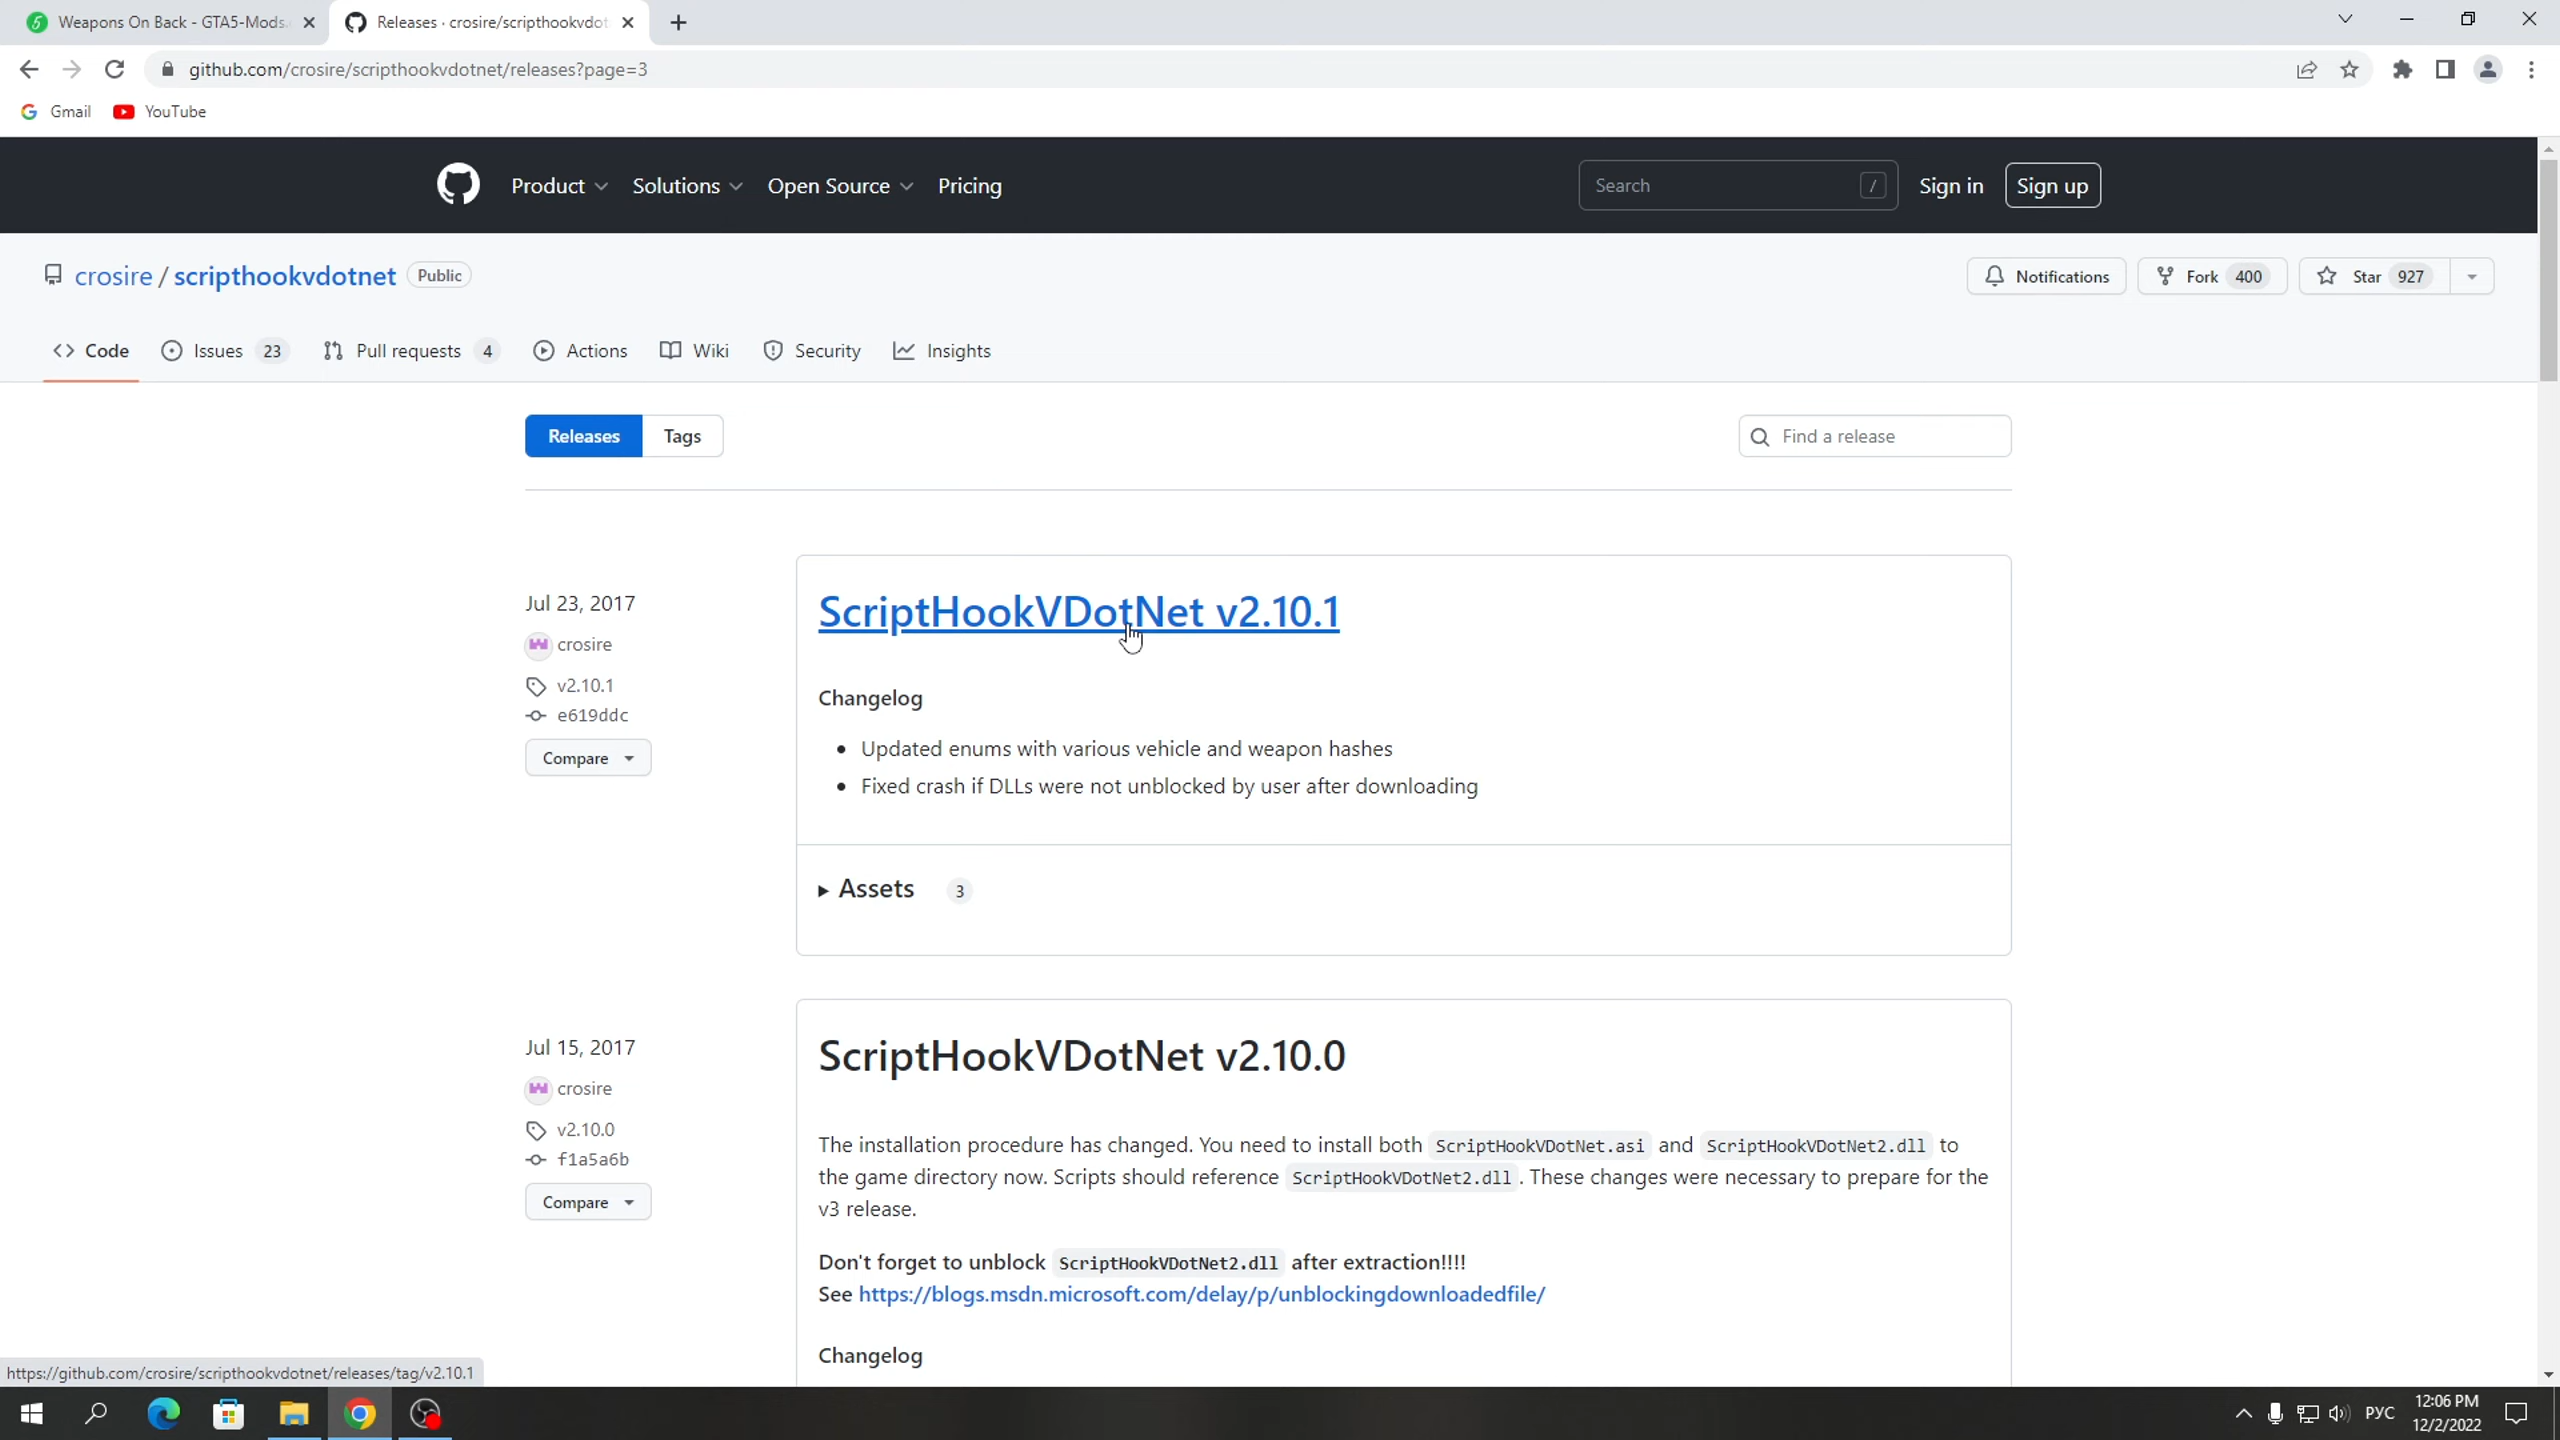 Weapons On Back - GTA5-Mods.
Releases · crosire/scripthookvdot
github.com/crosire/scripthookvdotnet/releases?page=3
Gmail
YouTube
Product
Solutions
Open Source
Pricing
Search
/
Sign in
Sign up
crosire / scripthookvdotnet
Public
Notifications
Fork 400
Star 927
Code
Issues 23
Pull requests 4
Actions
Wiki
Security
Insights
Releases
Tags
Find a release
Jul 23, 2017
crosire
v2.10.1
e619ddc
Compare
ScriptHookVDotNet v2.10.1
Changelog
• Updated enums with various vehicle and weapon hashes
• Fixed crash if DLLs were not unblocked by user after downloading
Assets 3
Jul 15, 2017
crosire
v2.10.0
f1a5a6b
Compare
ScriptHookVDotNet v2.10.0
The installation procedure has changed. You need to install both ScriptHookVDotNet.asi and ScriptHookVDotNet2.dll to
the game directory now. Scripts should reference ScriptHookVDotNet2.dll . These changes were necessary to prepare for the
v3 release.
Don't forget to unblock ScriptHookVDotNet2.dll after extraction!!!!
See https://blogs.msdn.microsoft.com/delay/p/unblockingdownloadedfile/
Changelog
https://github.com/crosire/scripthookvdotnet/releases/tag/v2.10.1
РУС
12:06 PM
12/2/2022